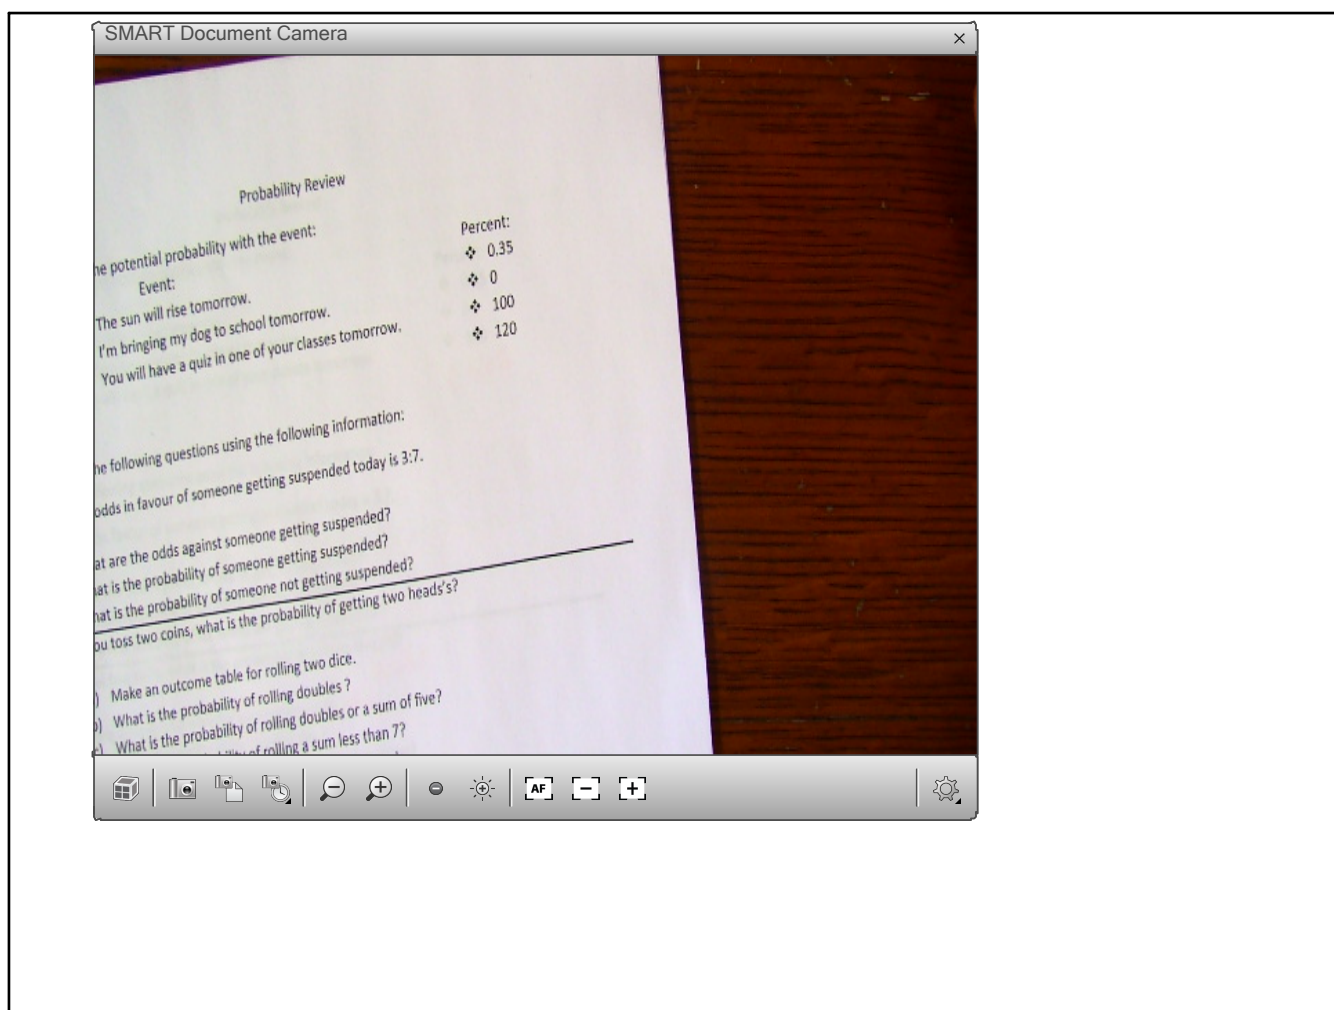 SMART Document Camera
Probability Review
he potential probability with the event:
Percent:
Event:
❖ 0.35
The sun will rise tomorrow.
❖ 0
I'm bringing my dog to school tomorrow.
❖ 100
You will have a quiz in one of your classes tomorrow.
❖ 120
he following questions using the following information:
odds in favour of someone getting suspended today is 3:7.
at are the odds against someone getting suspended?
hat is the probability of someone getting suspended?
hat is the probability of someone not getting suspended?
ou toss two coins, what is the probability of getting two heads's?
) Make an outcome table for rolling two dice.
b) What is the probability of rolling doubles ?
c) What is the probability of rolling doubles or a sum of five?
of rolling a sum less than 7?
AF